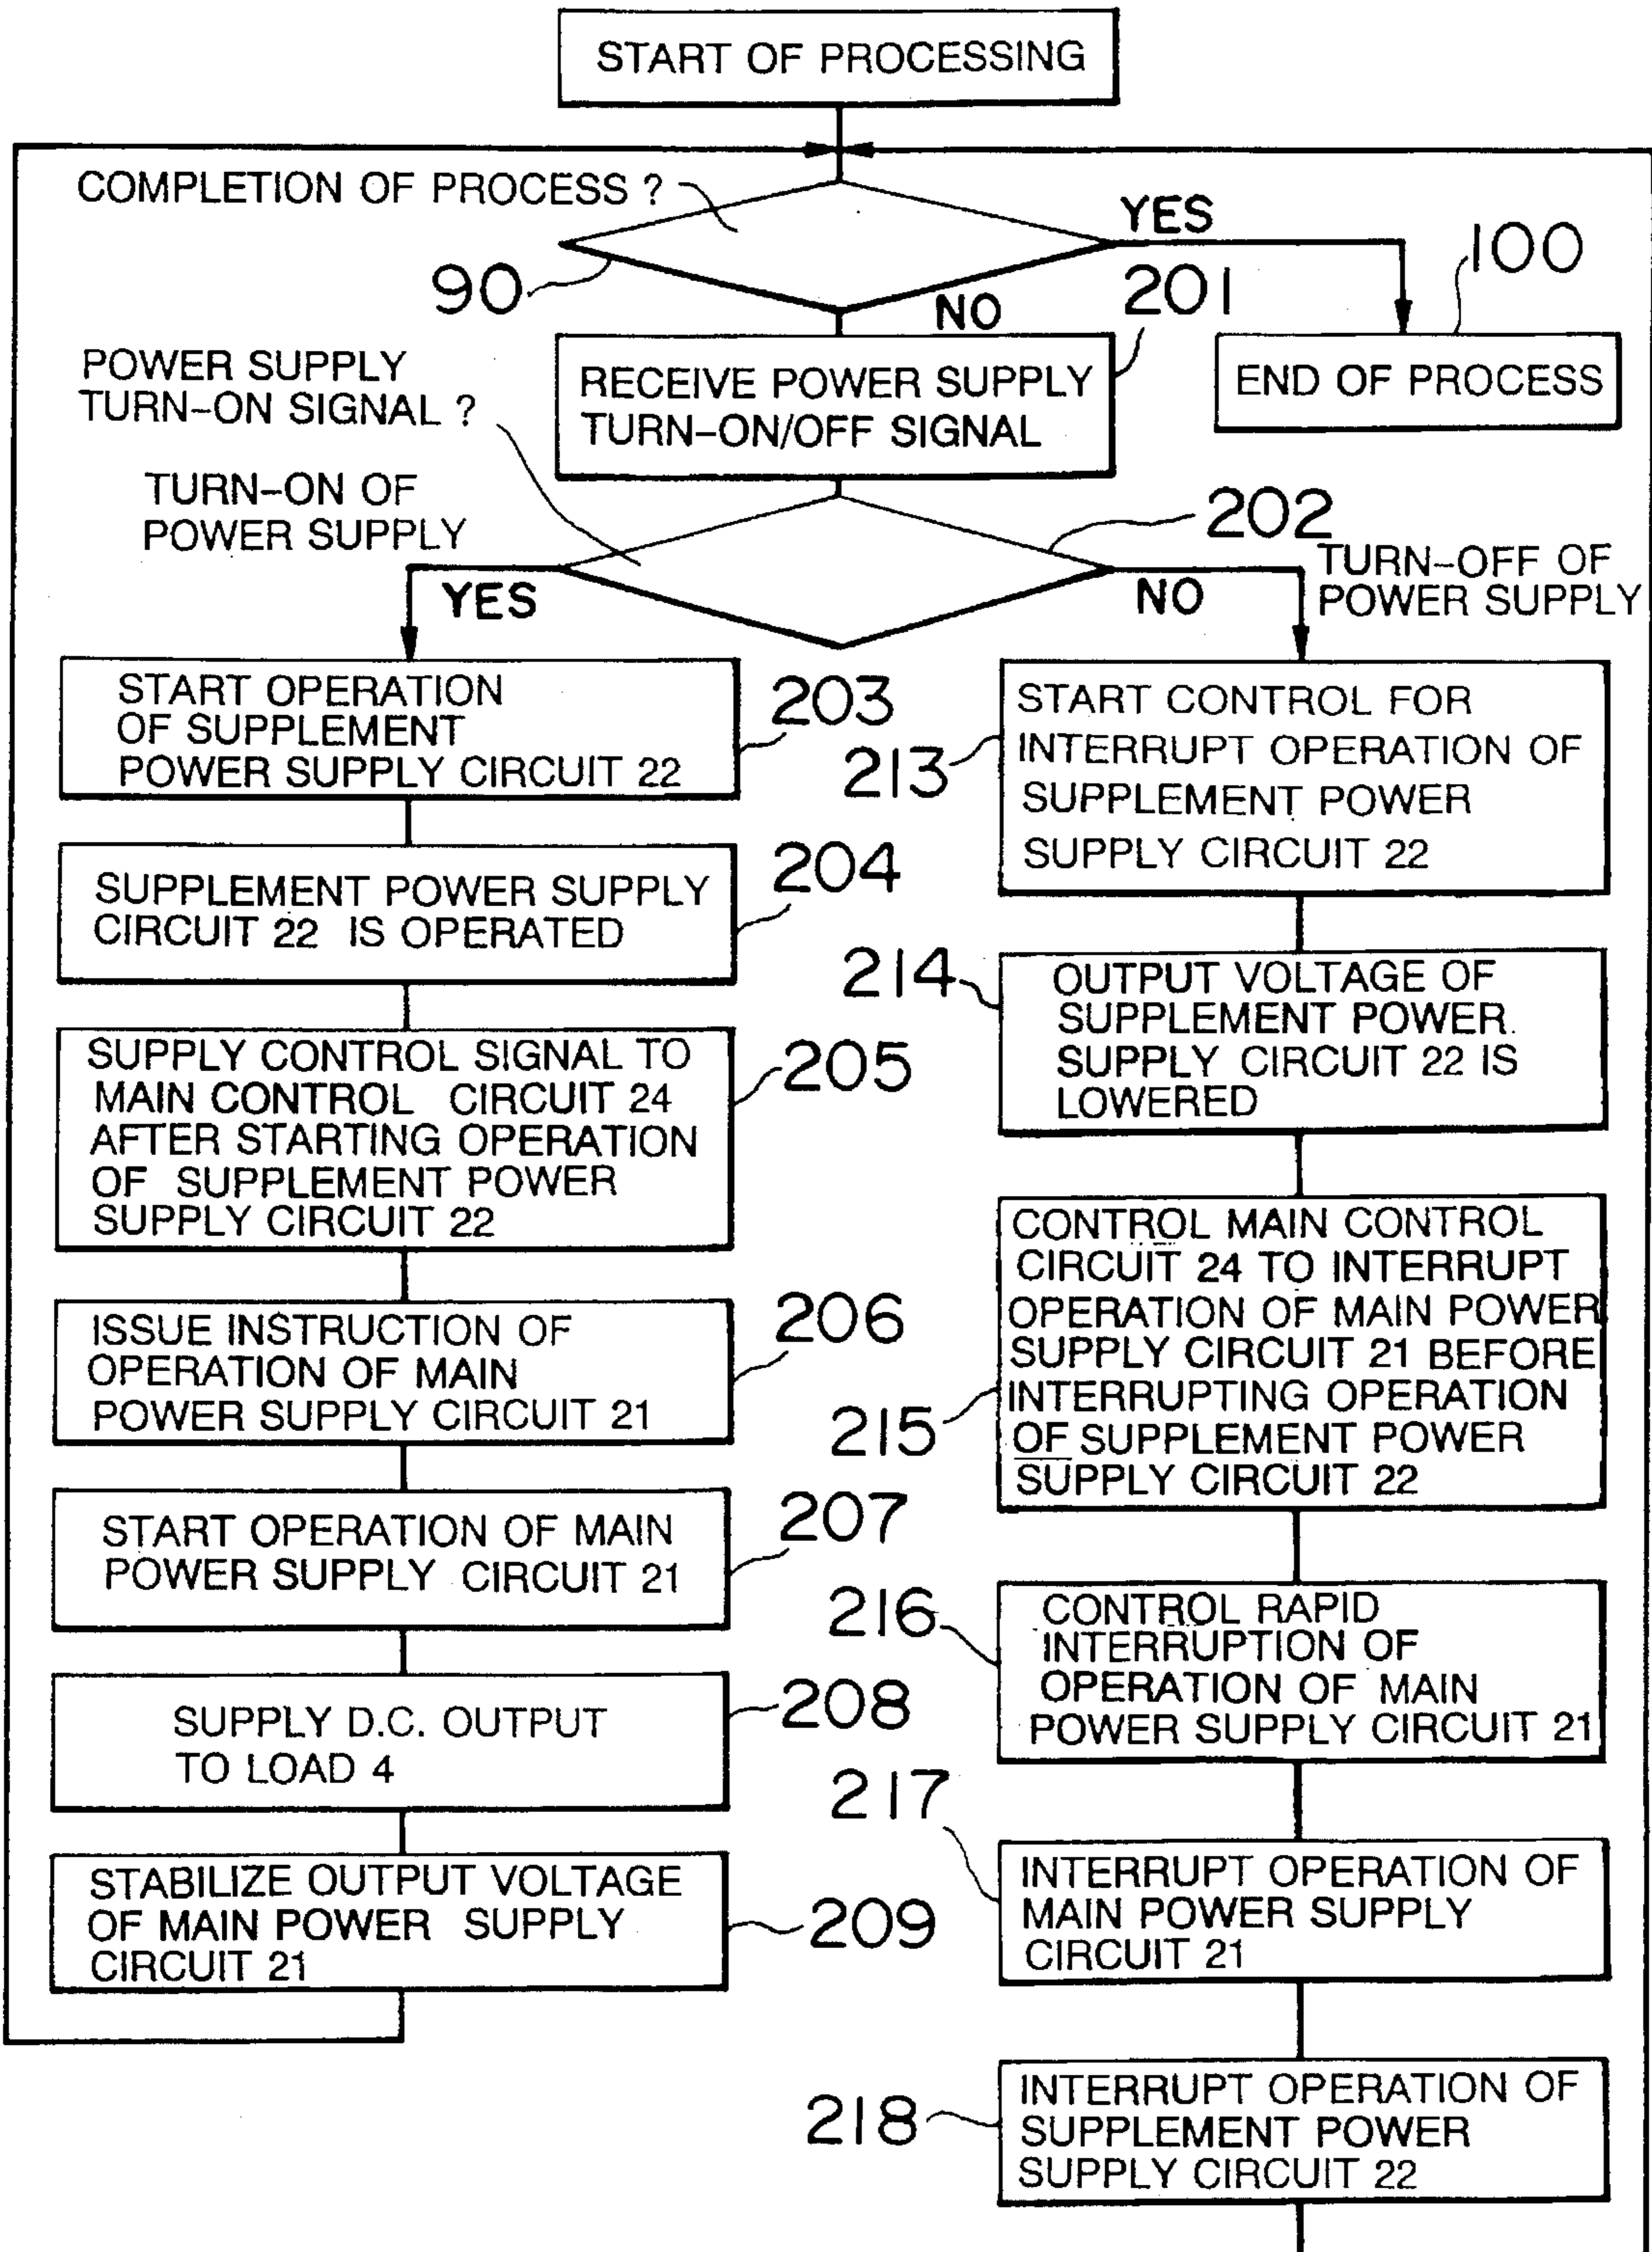 START OF PROCESSING
COMPLETION OF PROCESS ?
YES
90
NO
201
100
POWER SUPPLY
TURN-ON SIGNAL ?
RECEIVE POWER SUPPLY
TURN-ON/OFF SIGNAL
END OF PROCESS
TURN-ON OF
POWER SUPPLY
202
YES
NO
TURN-OFF OF
POWER SUPPLY
START OPERATION
OF SUPPLEMENT
POWER SUPPLY CIRCUIT 22
203
213
START CONTROL FOR
INTERRUPT OPERATION OF
SUPPLEMENT POWER
SUPPLY CIRCUIT 22
SUPPLEMENT POWER SUPPLY
CIRCUIT 22 IS OPERATED
204
214
OUTPUT VOLTAGE OF
SUPPLEMENT POWER
SUPPLY CIRCUIT 22 IS
LOWERED
SUPPLY CONTROL SIGNAL TO
MAIN CONTROL CIRCUIT 24
AFTER STARTING OPERATION
OF SUPPLEMENT POWER
SUPPLY CIRCUIT 22
205
215
CONTROL MAIN CONTROL
CIRCUIT 24 TO INTERRUPT
OPERATION OF MAIN POWER
SUPPLY CIRCUIT 21 BEFORE
INTERRUPTING OPERATION
OF SUPPLEMENT POWER
SUPPLY CIRCUIT 22
ISSUE INSTRUCTION OF
OPERATION OF MAIN
POWER SUPPLY CIRCUIT 21
206
START OPERATION OF MAIN
POWER SUPPLY CIRCUIT 21
207
216
CONTROL RAPID
INTERRUPTION OF
OPERATION OF MAIN
POWER SUPPLY CIRCUIT 21
SUPPLY D.C. OUTPUT
TO LOAD 4
208
217
INTERRUPT OPERATION OF
MAIN POWER SUPPLY
CIRCUIT 21
STABILIZE OUTPUT VOLTAGE
OF MAIN POWER SUPPLY
CIRCUIT 21
209
218
INTERRUPT OPERATION OF
SUPPLEMENT POWER
SUPPLY CIRCUIT 22